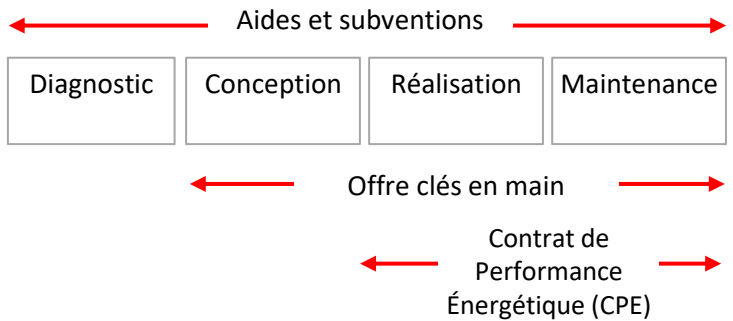 Aides et subventions
Diagnostic
Conception
Réalisation
Maintenance
Offre clés en main
Contrat de
Performance
Énergétique (CPE)